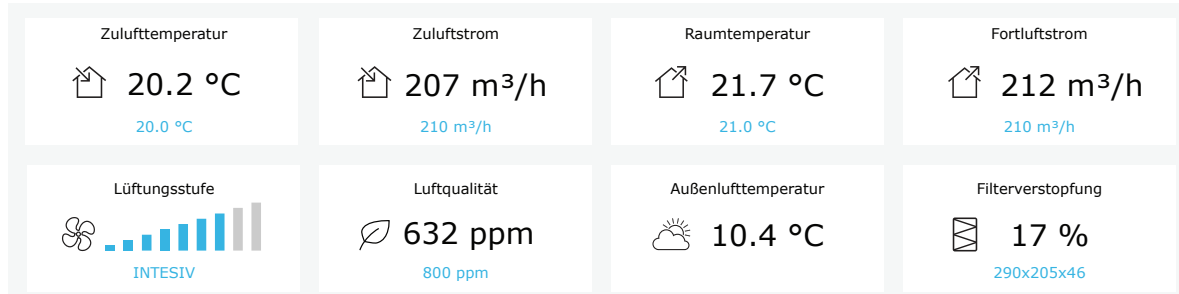 Zulufttemperatur
20.2 °C
20.0 °C
Zuluftstrom
207 m³/h
210 m³/h
Raumtemperatur
21.7 °C
21.0 °C
Fortluftstrom
212 m³/h
210 m³/h
Lüftungsstufe
INTESIV
Luftqualität
632 ppm
800 ppm
Außenlufttemperatur
10.4 °C
Filterverstopfung
17 %
290x205x46